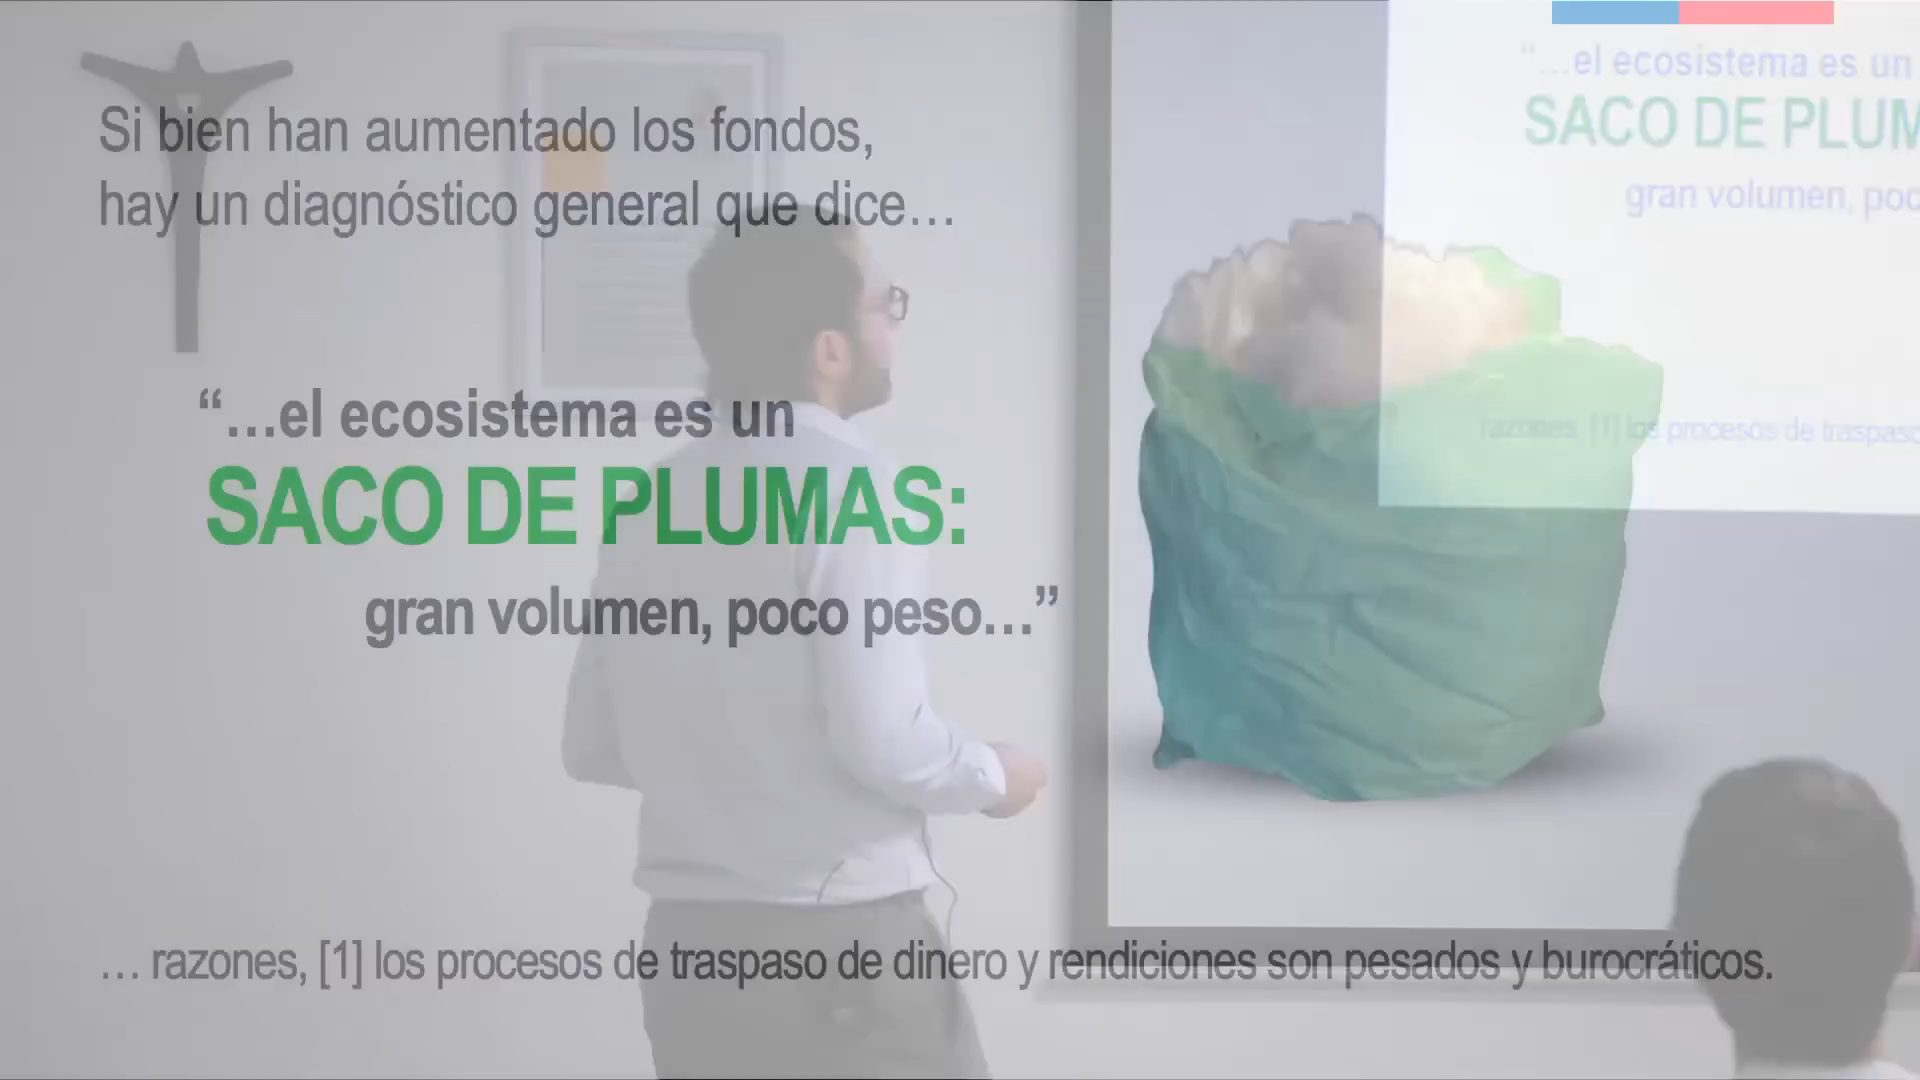 Si bien han aumentado los fondos,
hay un diagnóstico general que dice…
“…el ecosistema es un
SACO DE PLUMAS:
gran volumen, poco peso…”
… razones, [1] los procesos de traspaso de dinero y rendiciones son pesados y burocráticos.
“…el ecosistema es un
SACO DE PLUM
gran volumen, poc
razones, [1] los procesos de traspaso